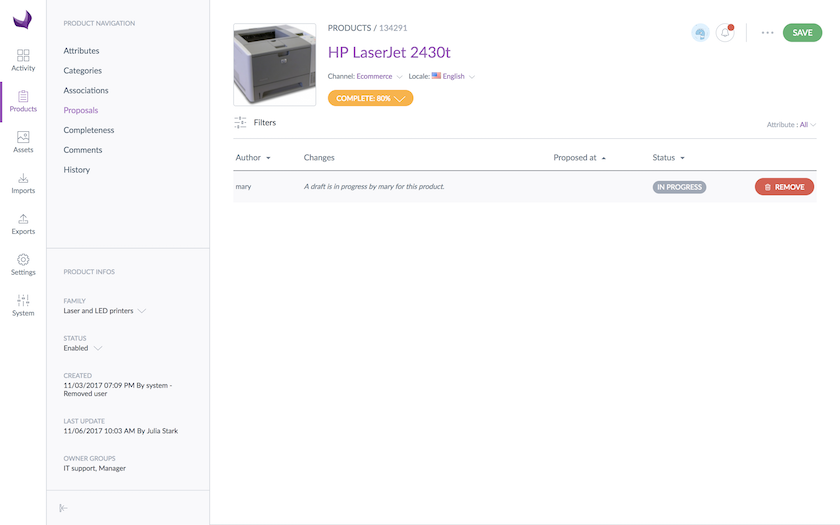 Activity
Products
Assets
Imports
Exports
Settings
System
PRODUCT NAVIGATION
Attributes
Categories
Associations
Proposals
Completeness
Comments
History
PRODUCT INFOS
FAMILY
Laser and LED printers
STATUS
Enabled
CREATED
11/03/2017 07:09 PM By system -
Removed user
LAST UPDATE
11/06/2017 10:03 AM By Julia Stark
OWNER GROUPS
IT support, Manager
PRODUCTS / 134291
SAVE
HP LaserJet 2430t
Channel: Ecommerce Locale: English
COMPLETE: 80%
Filters
Attribute : All
Author Changes Proposed at Status
mary A draft is in progress by mary for this product. IN PROGRESS REMOVE